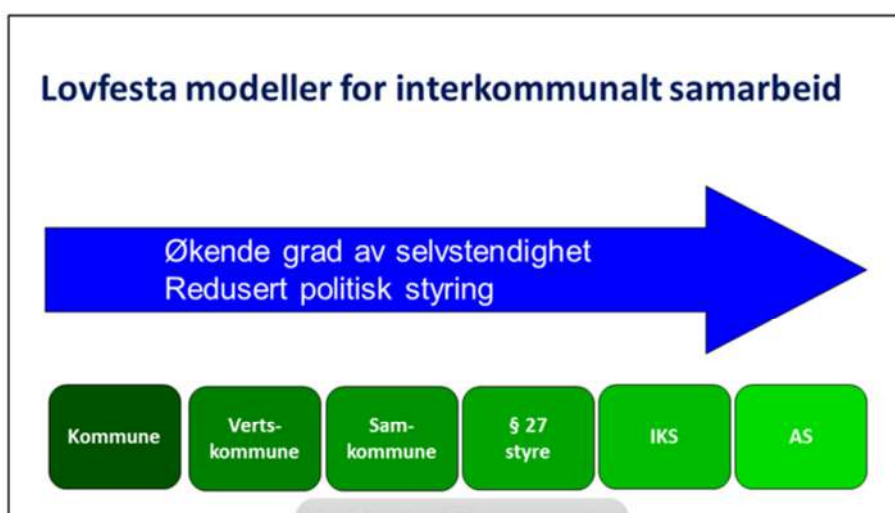 Lovfesta modeller for interkommunalt samarbeid
Økende grad av selvstendighet
Redusert politisk styring
Kommune
Verts-
kommune
Sam-
kommune
§ 27
styre
IKS
AS